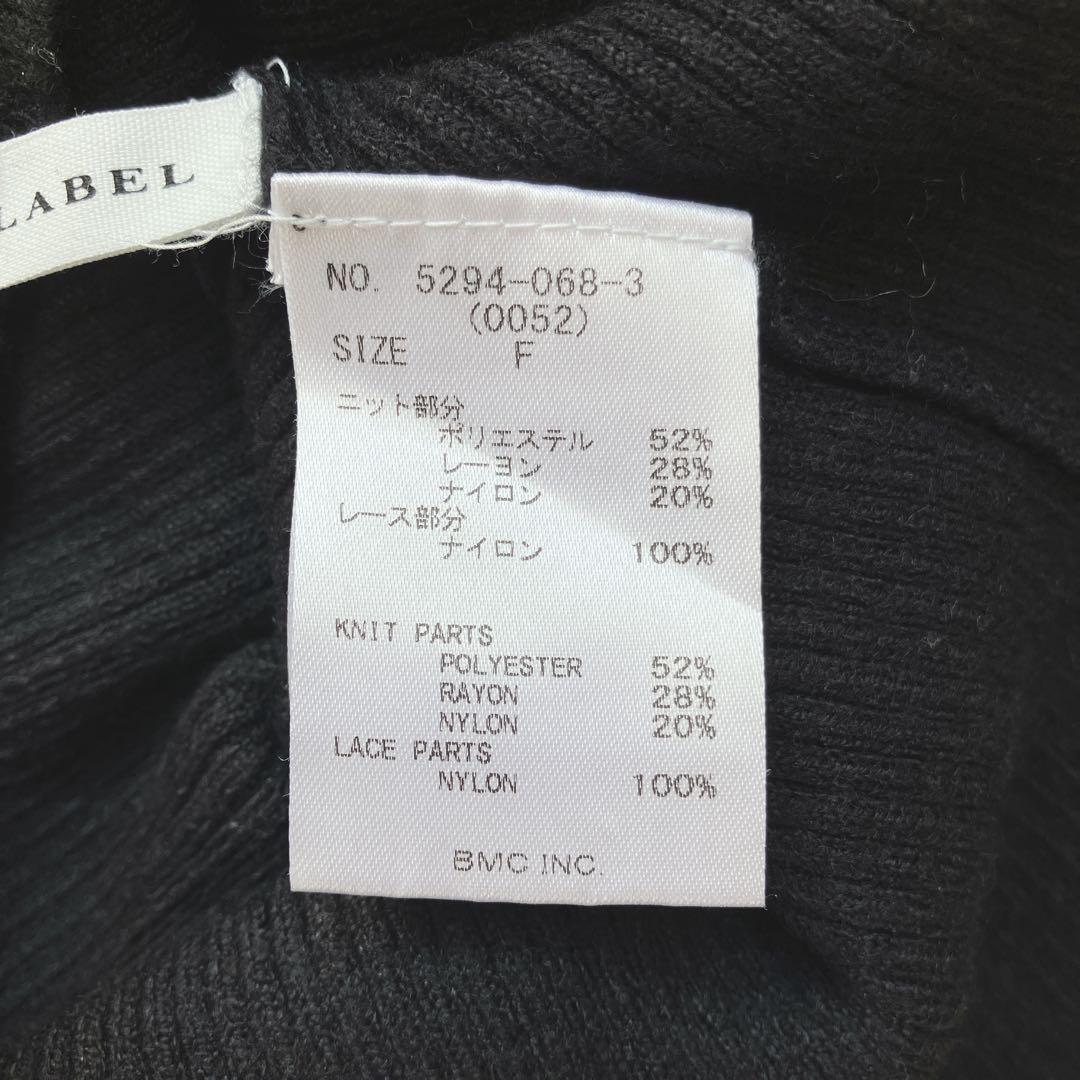 LABEL
NO. 5294-068-3
(0052)
SIZE F
ニット部分
ポリエステル 52%
レーヨン 28%
ナイロン 20%
レース部分
ナイロン 100%
KNIT PARTS
POLYESTER 52%
RAYON 28%
NYLON 20%
LACE PARTS
NYLON 100%
BMC INC.